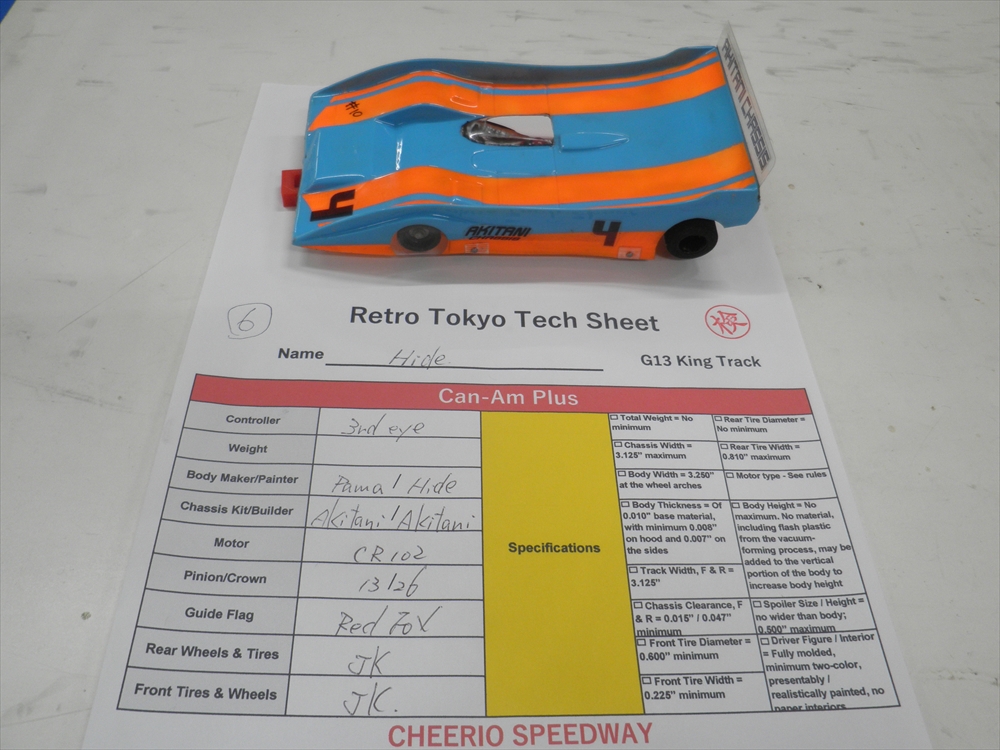 AKITANI CHASSIS
#10
4
AKITANI
4
6
Retro Tokyo Tech Sheet
Name Hide
G13 King Track
Can-Am Plus
Controller 3rd eye
Weight
Body Maker/Painter Pama / Hide
Chassis Kit/Builder Akitani / Akitani
Motor CR102
Pinion/Crown 13/26
Guide Flag Red Fox
Rear Wheels & Tires JK
Front Tires & Wheels JK.
Specifications
Total Weight = No
minimum
Chassis Width =
3.125" maximum
Body Width = 3.250"
at the wheel arches
Body Thickness = Of
0.010" base material,
with minimum 0.008"
on hood and 0.007" on
the sides
Track Width, F & R =
3.125"
Chassis Clearance, F
& R = 0.015" / 0.047"
minimum
Front Tire Diameter =
0.600" minimum
Front Tire Width =
0.225" minimum
Rear Tire Diameter =
No minimum
Rear Tire Width =
0.810" maximum
Motor type - See rules
Body Height = No
maximum. No material,
including flash plastic
from the vacuum-
forming process, may be
added to the vertical
portion of the body to
increase body height
Spoiler Size / Height =
no wider than body;
0.500" maximum
Driver Figure / Interior
= Fully molded,
minimum two-color,
presentably /
realistically painted, no
paper interiors
CHEERIO SPEEDWAY